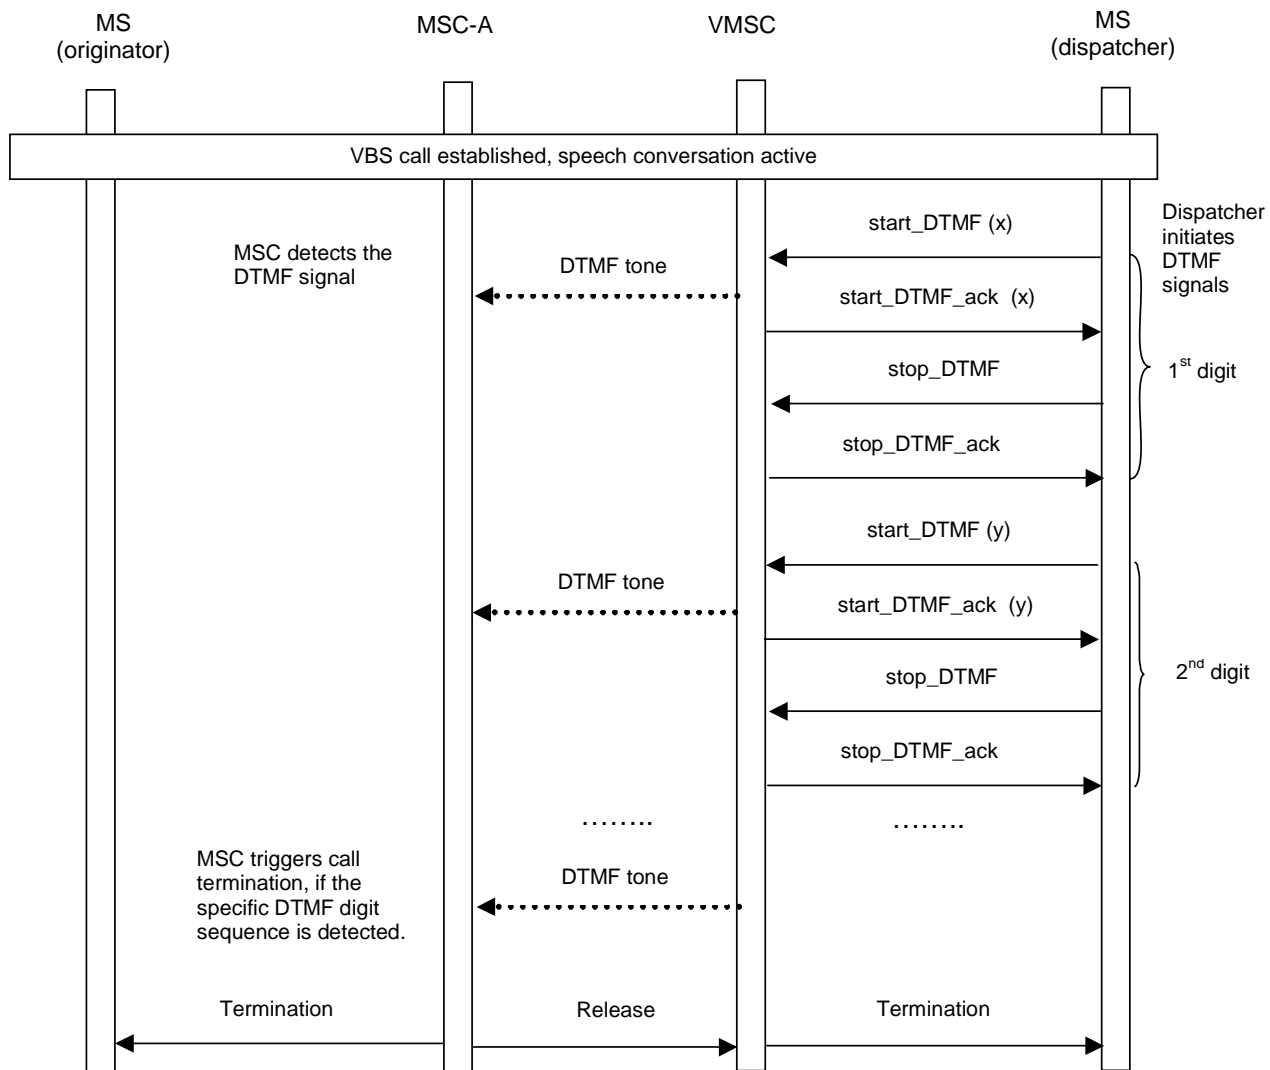 MS
(originator)
MSC-A
VMSC
MS
(dispatcher)
VBS call established, speech conversation active
start_DTMF (x)
Dispatcher
initiates
DTMF
signals
MSC detects the
DTMF signal
DTMF tone
start_DTMF_ack (x)
stop_DTMF
1st digit
stop_DTMF_ack
start_DTMF (y)
DTMF tone
start_DTMF_ack (y)
stop_DTMF
2nd digit
stop_DTMF_ack
........
........
MSC triggers call
termination, if the
specific DTMF digit
sequence is detected.
DTMF tone
Termination
Release
Termination